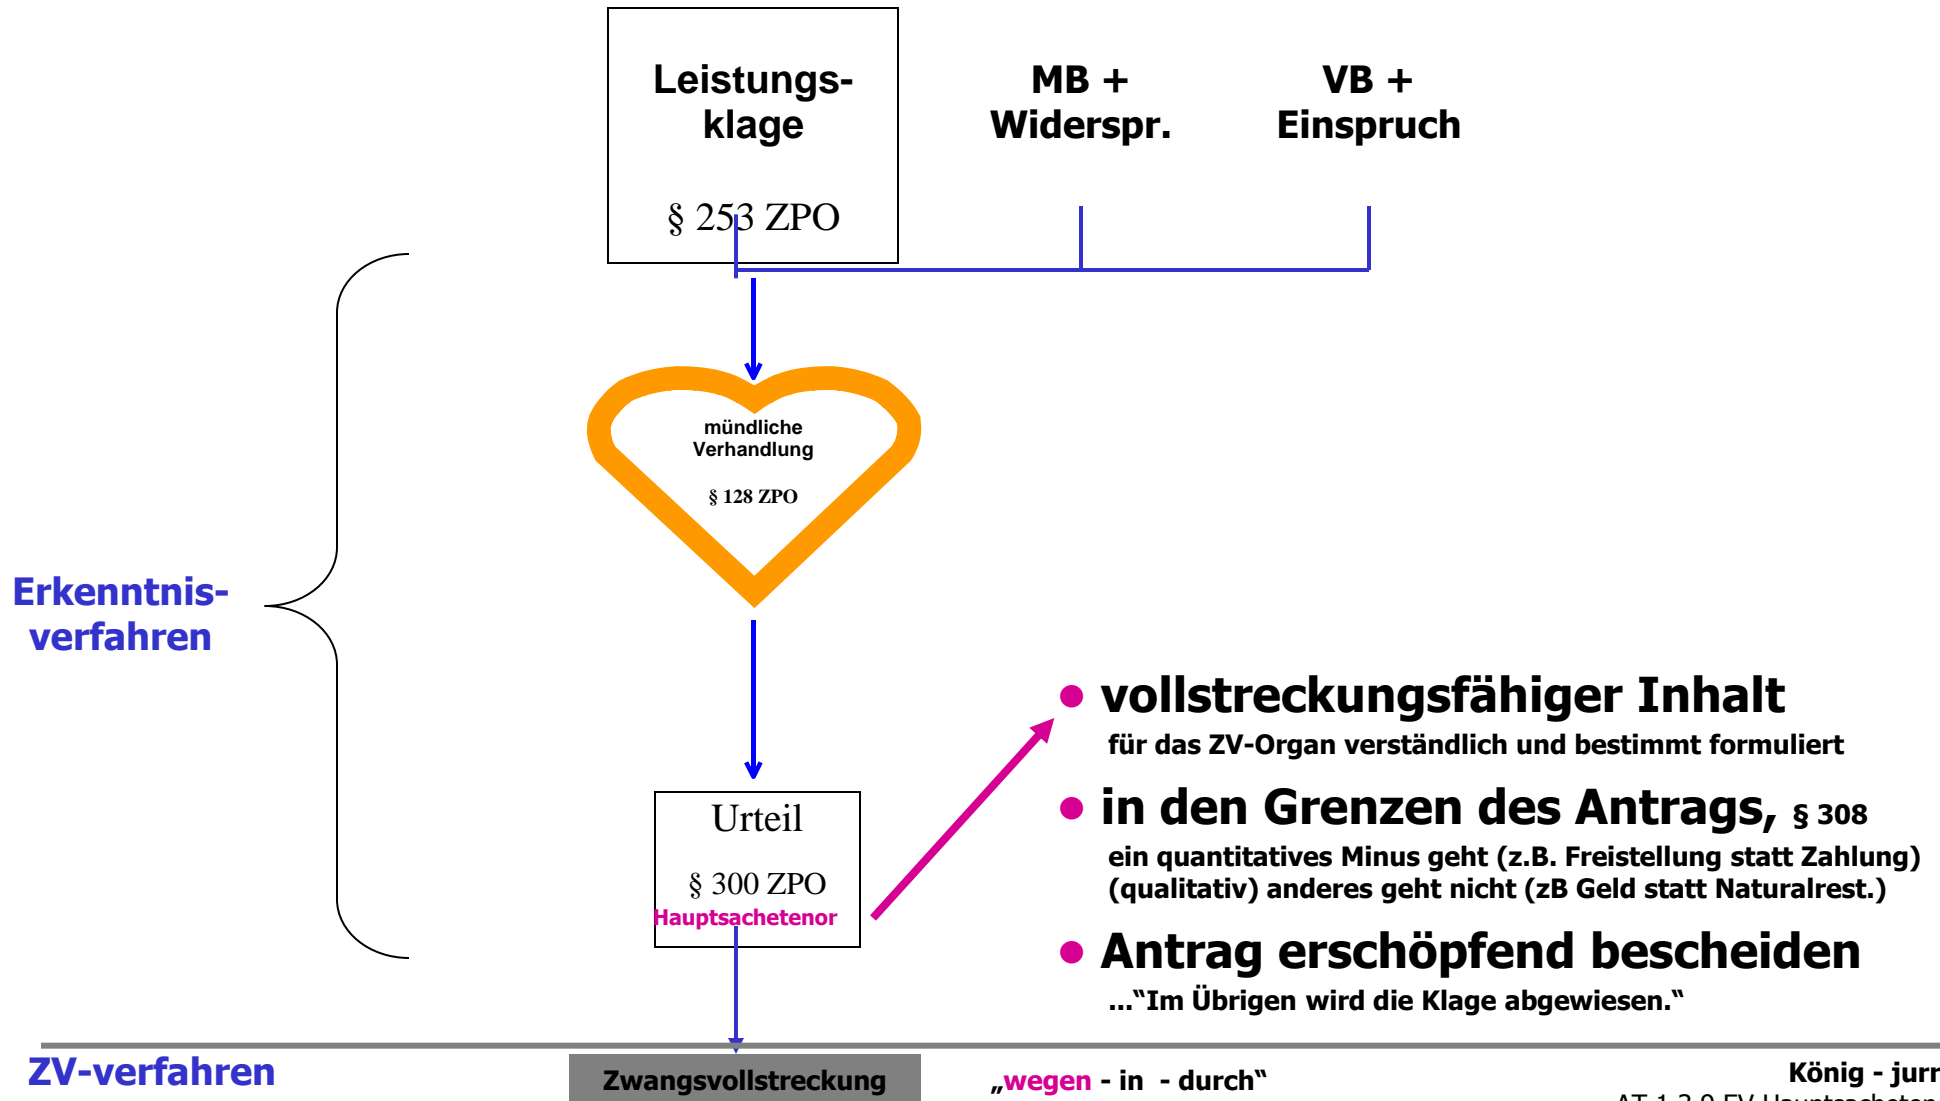 Leistungs-
klage
§ 253 ZPO
MB +
Widerspr.
VB +
Einspruch
mündliche
Verhandlung
§ 128 ZPO
Erkenntnis-
verfahren
Urteil
§ 300 ZPO
Hauptsachetenor
• vollstreckungsfähiger Inhalt
für das ZV-Organ verständlich und bestimmt formuliert
• in den Grenzen des Antrags, § 308
ein quantitatives Minus geht (z.B. Freistellung statt Zahlung)
(qualitativ) anderes geht nicht (zB Geld statt Naturalrest.)
• Antrag erschöpfend bescheiden
...“Im Übrigen wird die Klage abgewiesen.“
ZV-verfahren
Zwangsvollstreckung
„wegen - in - durch“
König - jurr